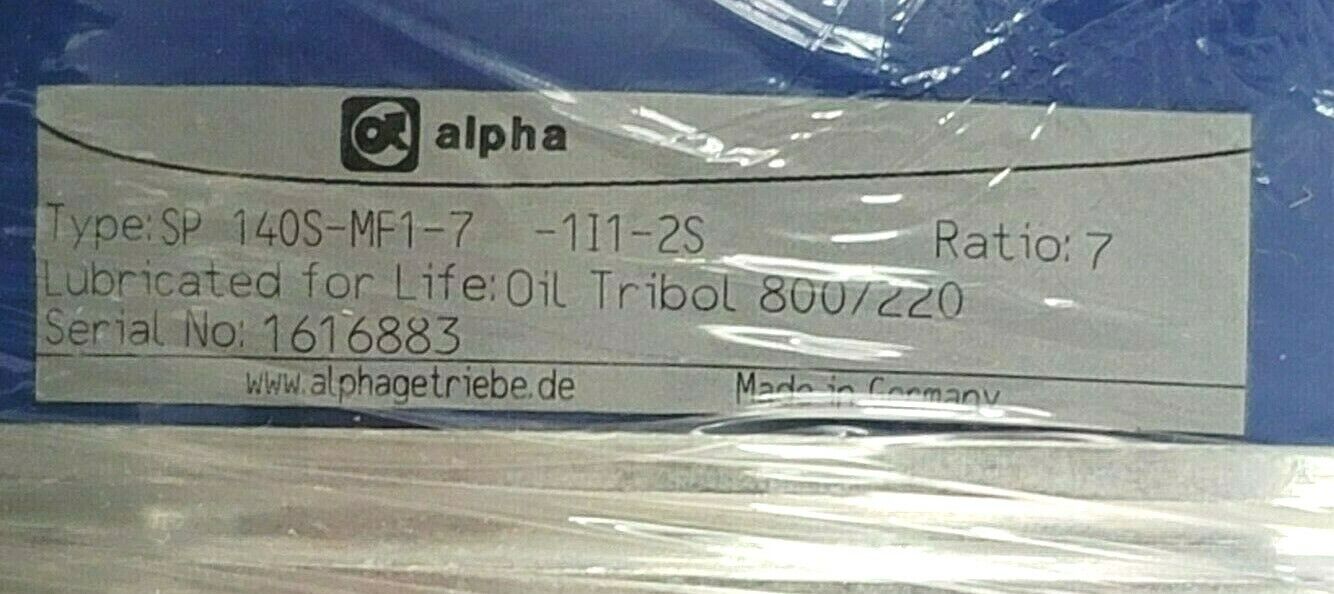 alpha
Type: SP 140S-MF1-7 -1I1-2S Ratio: 7
Lubricated for Life: Oil Tribol 800/220
Serial No: 1616883
www.alphagetriebe.de Made in Germany